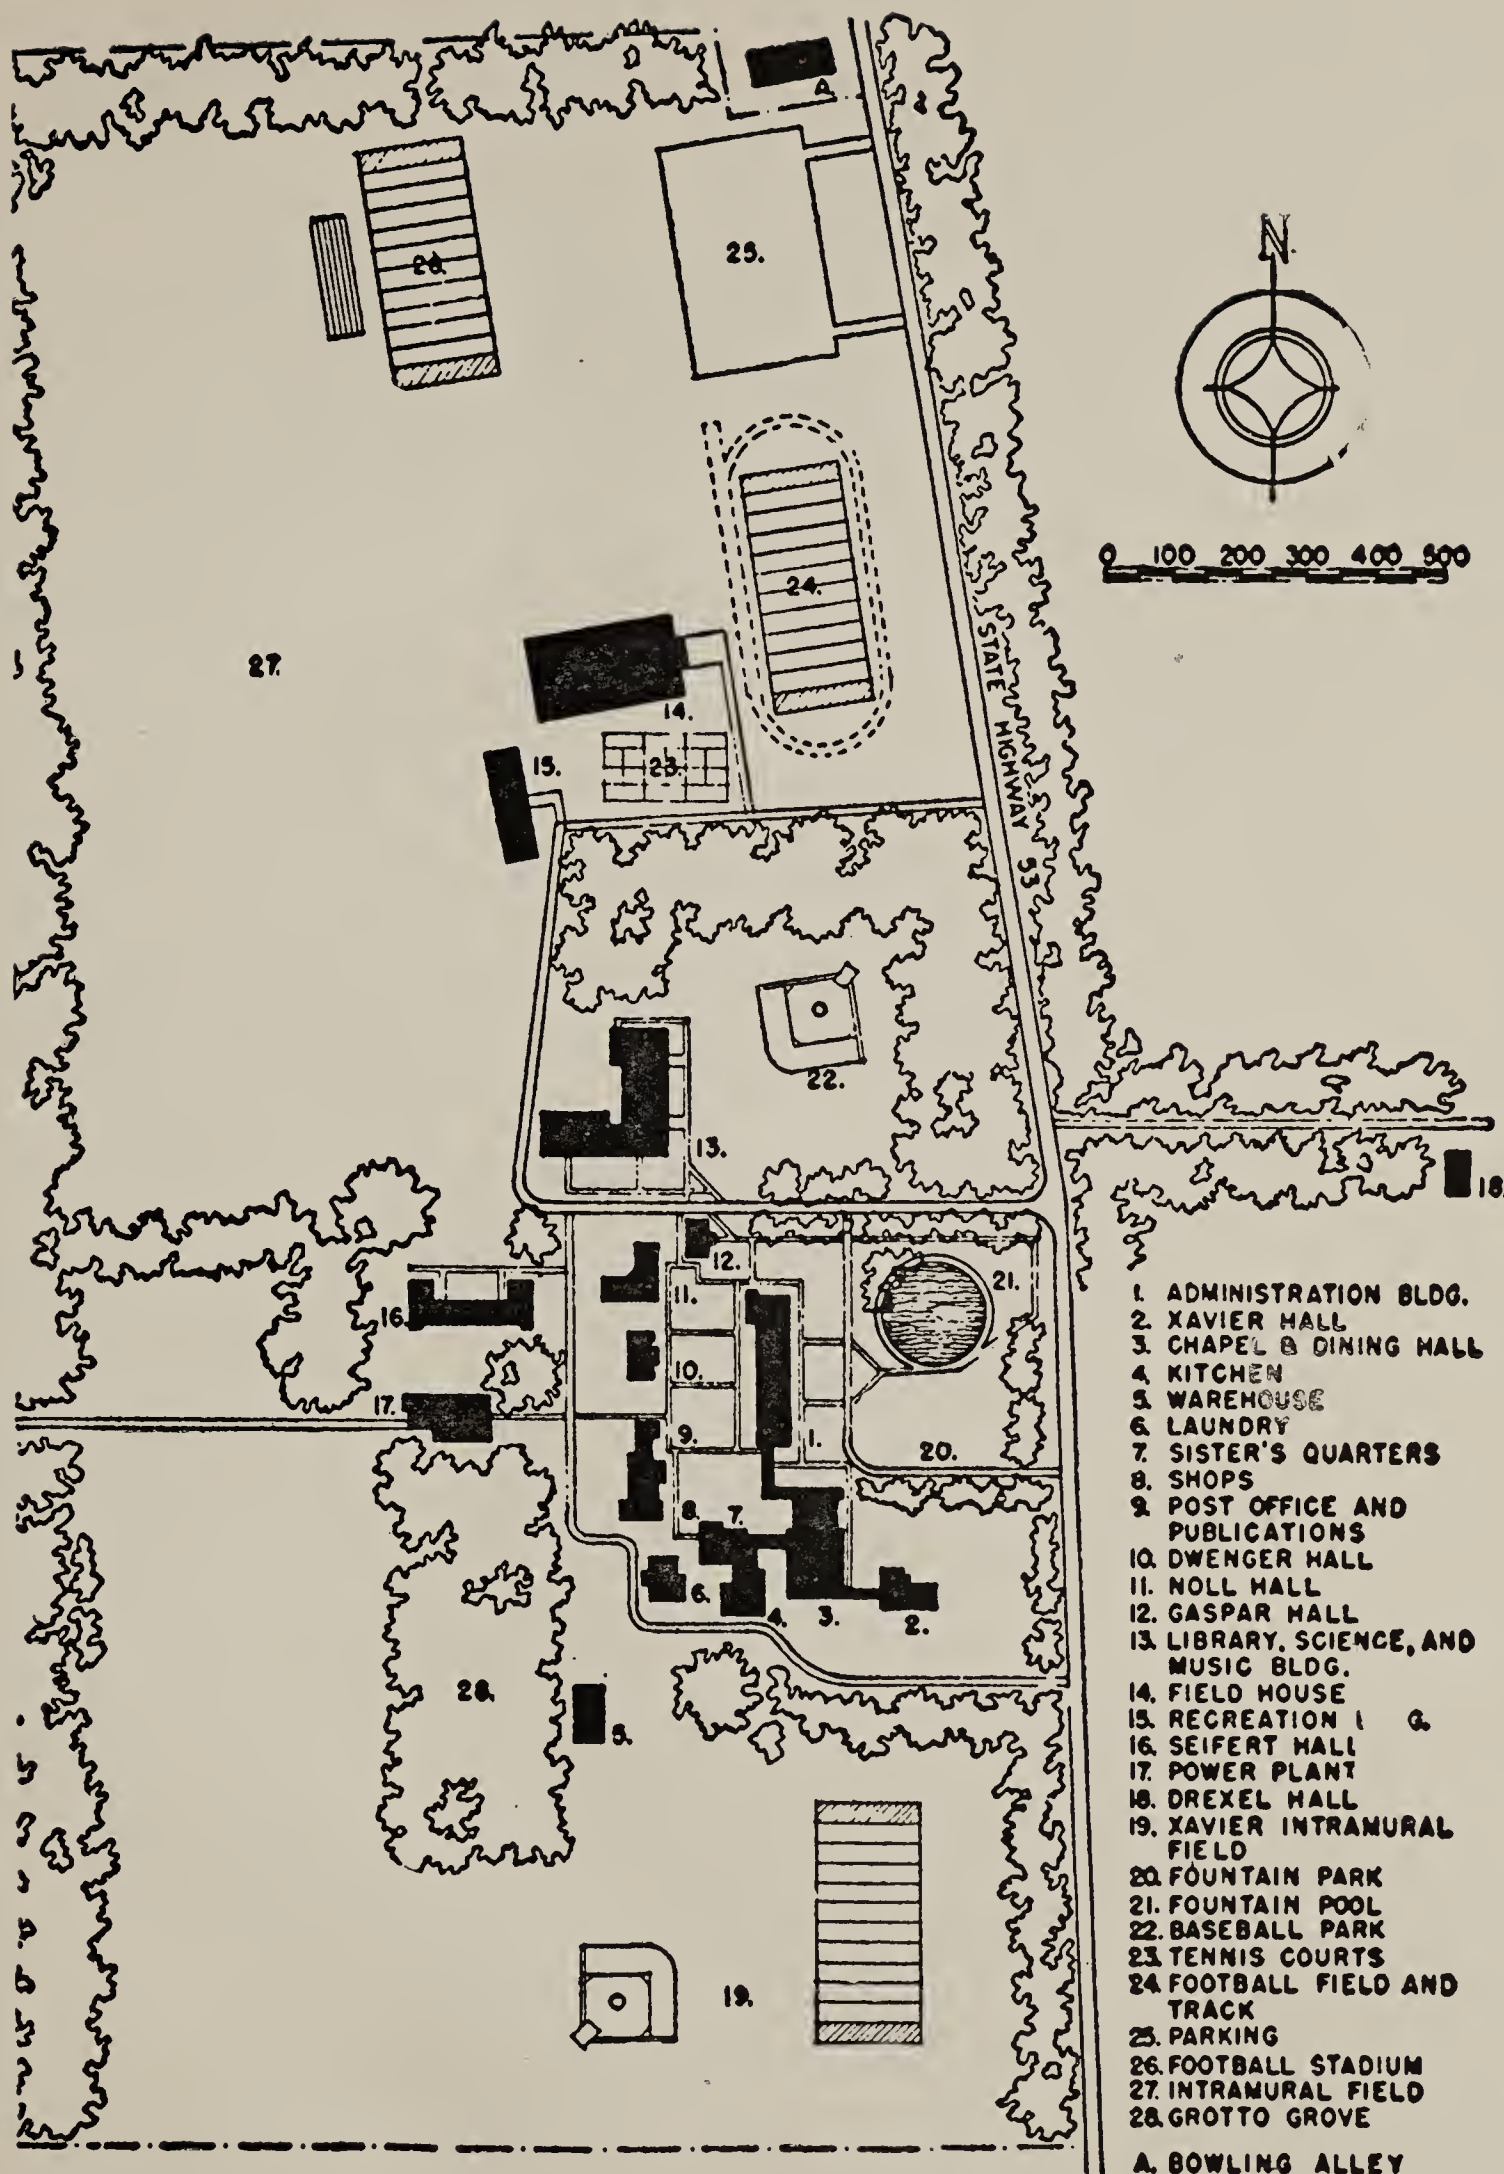 A
26.
25.
N.
0 100 200 300 400 500
24.
STATE HIGHWAY 53
27.
14.
15.
23.
22.
13.
18.
12.
21.
11.
16.
10.
17.
9.
1.
20.
8.
7.
6.
4.
3.
2.
28.
5.
19.
1. ADMINISTRATION BLDG.
2. XAVIER HALL
3. CHAPEL & DINING HALL
4. KITCHEN
5. WAREHOUSE
6. LAUNDRY
7. SISTER'S QUARTERS
8. SHOPS
9. POST OFFICE AND
PUBLICATIONS
10. DWENGER HALL
11. NOLL HALL
12. GASPAR HALL
13. LIBRARY, SCIENCE, AND
MUSIC BLDG.
14. FIELD HOUSE
15. RECREATION
16. SEIFERT HALL
17. POWER PLANT
18. DREXEL HALL
19. XAVIER INTRAMURAL
FIELD
20. FOUNTAIN PARK
21. FOUNTAIN POOL
22. BASEBALL PARK
23. TENNIS COURTS
24. FOOTBALL FIELD AND
TRACK
25. PARKING
26. FOOTBALL STADIUM
27. INTRAMURAL FIELD
28. GROTTO GROVE
A. BOWLING ALLEY